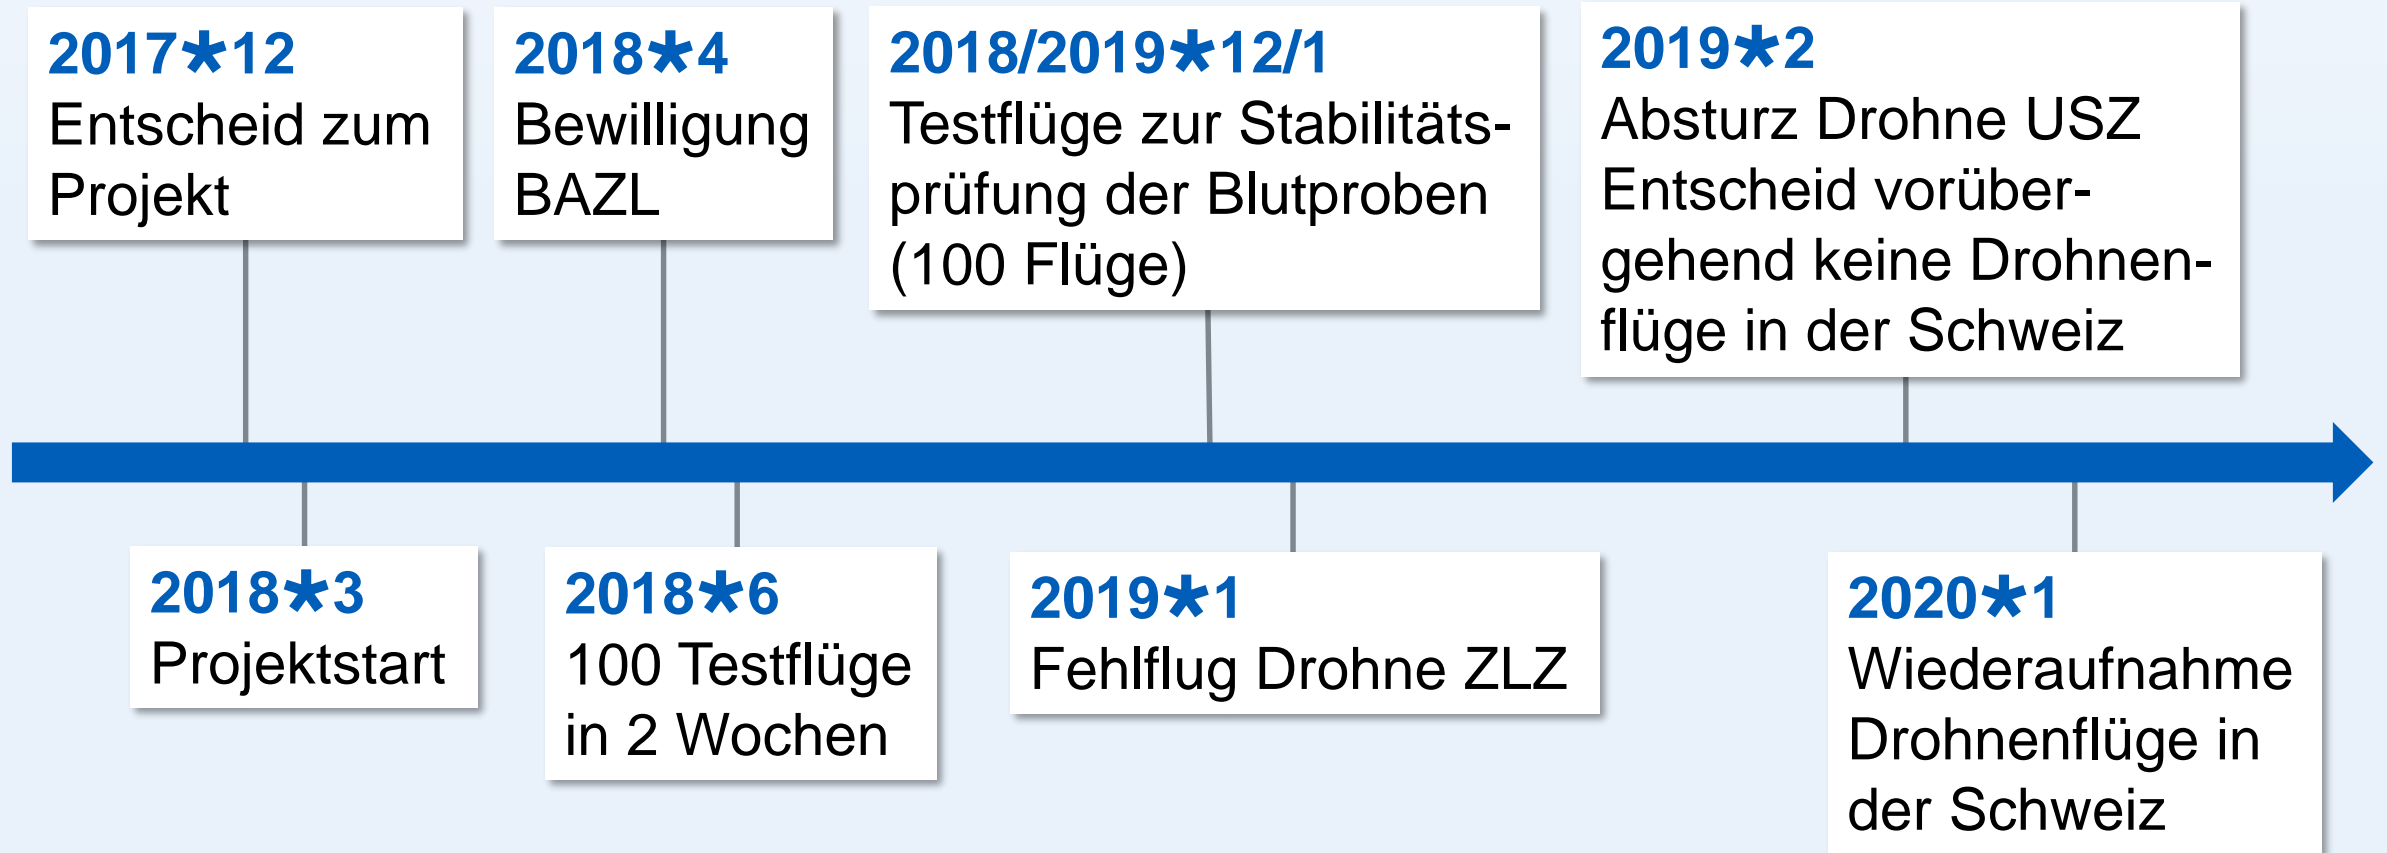 2017★12
Entscheid zum
Projekt
2018★4
Bewilligung
BAZL
2018/2019★12/1
Testflüge zur Stabilitäts-
prüfung der Blutproben
(100 Flüge)
2019★2
Absturz Drohne USZ
Entscheid vorüber-
gehend keine Drohnen-
flüge in der Schweiz
2018★3
Projektstart
2018★6
100 Testflüge
in 2 Wochen
2019★1
Fehlflug Drohne ZLZ
2020★1
Wiederaufnahme
Drohnenflüge in
der Schweiz